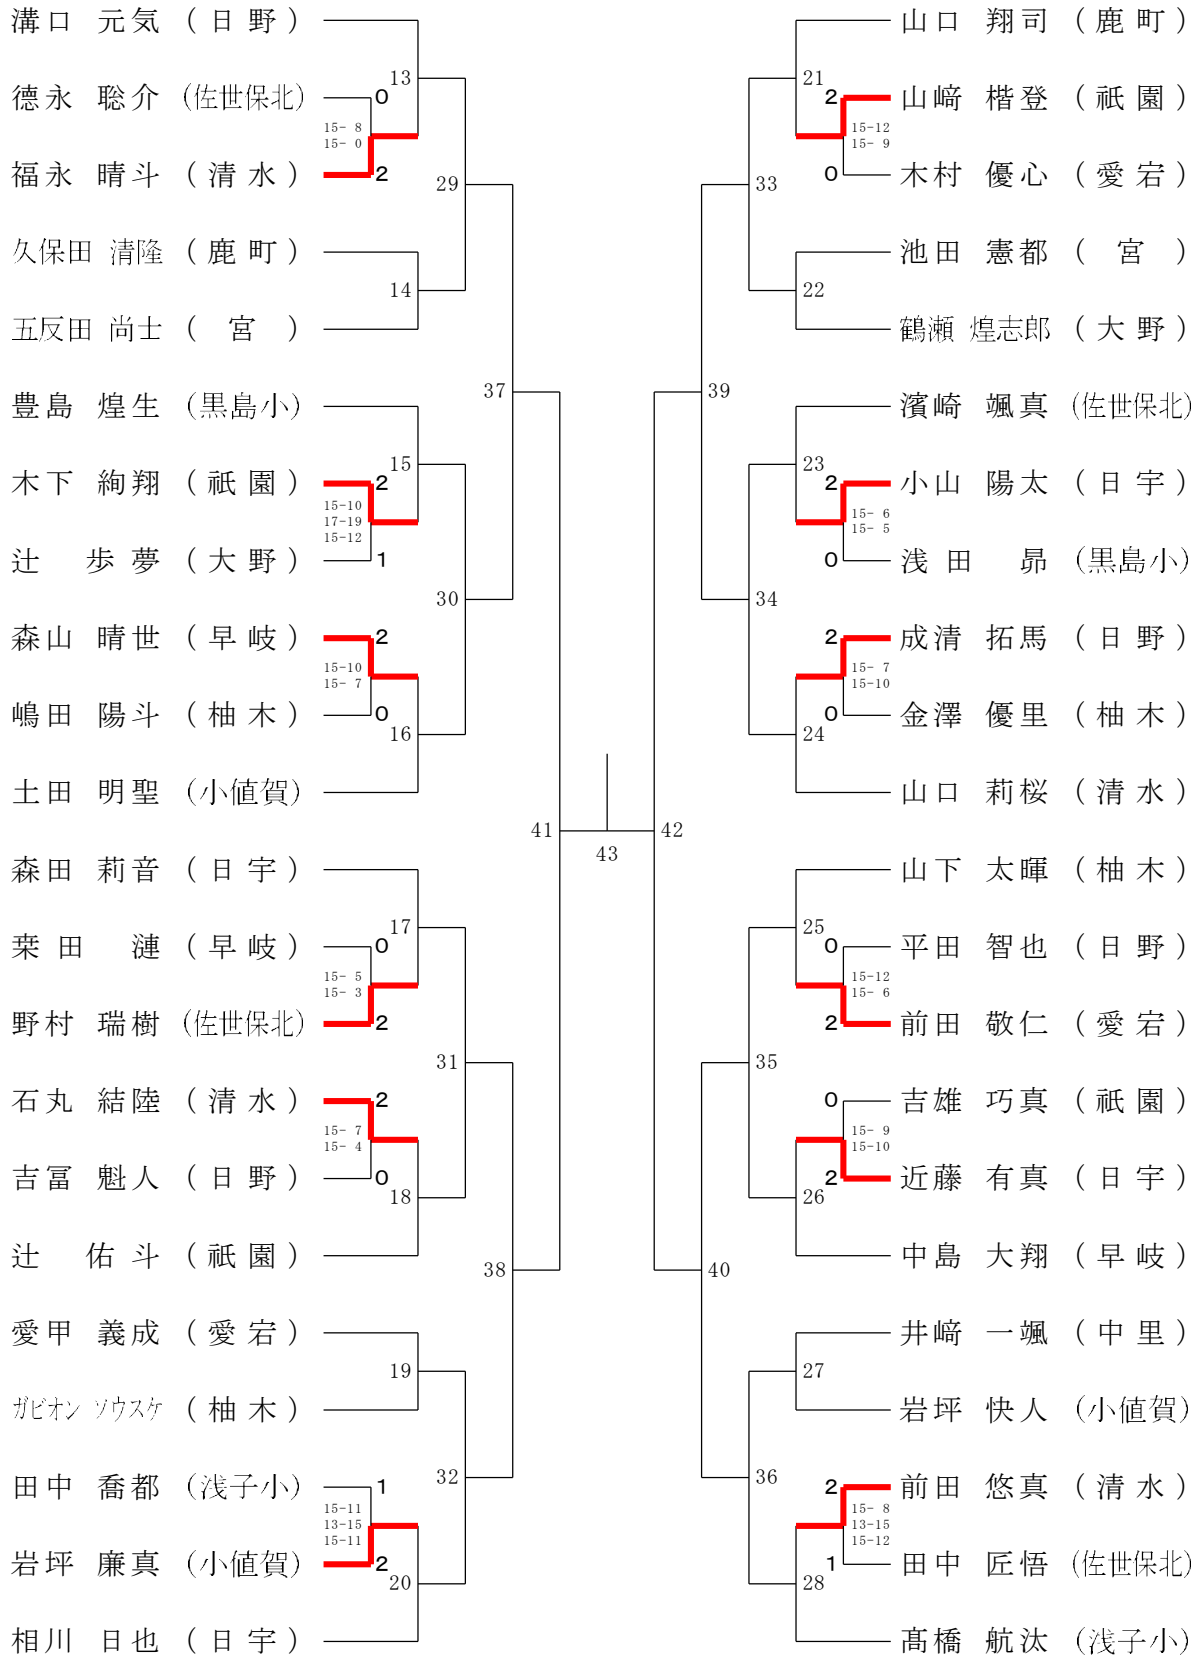 溝口 元気 （日野）
13
德永 聡介 （佐世保北） 0
15- 8
15- 0
福永 晴斗 （清水） 2
29
久保田 清隆 （鹿町）
14
五反田 尚士 （宮）
37
豊島 煌生 （黒島小）
15
木下 絢翔 （祇園） 2
15-10
17-19
15-12
辻 歩夢 （大野） 1
30
森山 晴世 （早岐） 2
15-10
15- 7
嶋田 陽斗 （柚木） 0
16
土田 明聖 （小値賀）
41
森田 莉音 （日宇）
17
栞田 漣 （早岐） 0
15- 5
15- 3
野村 瑞樹 （佐世保北） 2
31
石丸 結陸 （清水） 2
15- 7
15- 4
吉冨 魁人 （日野） 0
18
辻 佑斗 （祇園）
38
愛甲 義成 （愛宕）
19
ガビオン ソウスケ （柚木）
32
田中 喬都 （浅子小） 1
15-11
13-15
15-11
岩坪 廉真 （小値賀） 2
20
相川 日也 （日宇）
43
山口 翔司 （鹿町）
21
2 山﨑 楷登 （祇園）
15-12
15- 9
0 木村 優心 （愛宕）
33
池田 憲都 （宮）
22
鶴瀬 煌志郎 （大野）
39
濱崎 颯真 （佐世保北）
23
2 小山 陽太 （日宇）
15- 6
15- 5
0 浅田 昴 （黒島小）
34
2 成清 拓馬 （日野）
15- 7
15-10
0 金澤 優里 （柚木）
24
山口 莉桜 （清水）
42
山下 太暉 （柚木）
25
0 平田 智也 （日野）
15-12
15- 6
2 前田 敬仁 （愛宕）
35
0 吉雄 巧真 （祇園）
15- 9
15-10
2 近藤 有真 （日宇）
26
中島 大翔 （早岐）
40
井﨑 一颯 （中里）
27
岩坪 快人 （小値賀）
36
2 前田 悠真 （清水）
15- 8
13-15
15-12
1 田中 匠悟 （佐世保北）
28
髙橋 航汰 （浅子小）